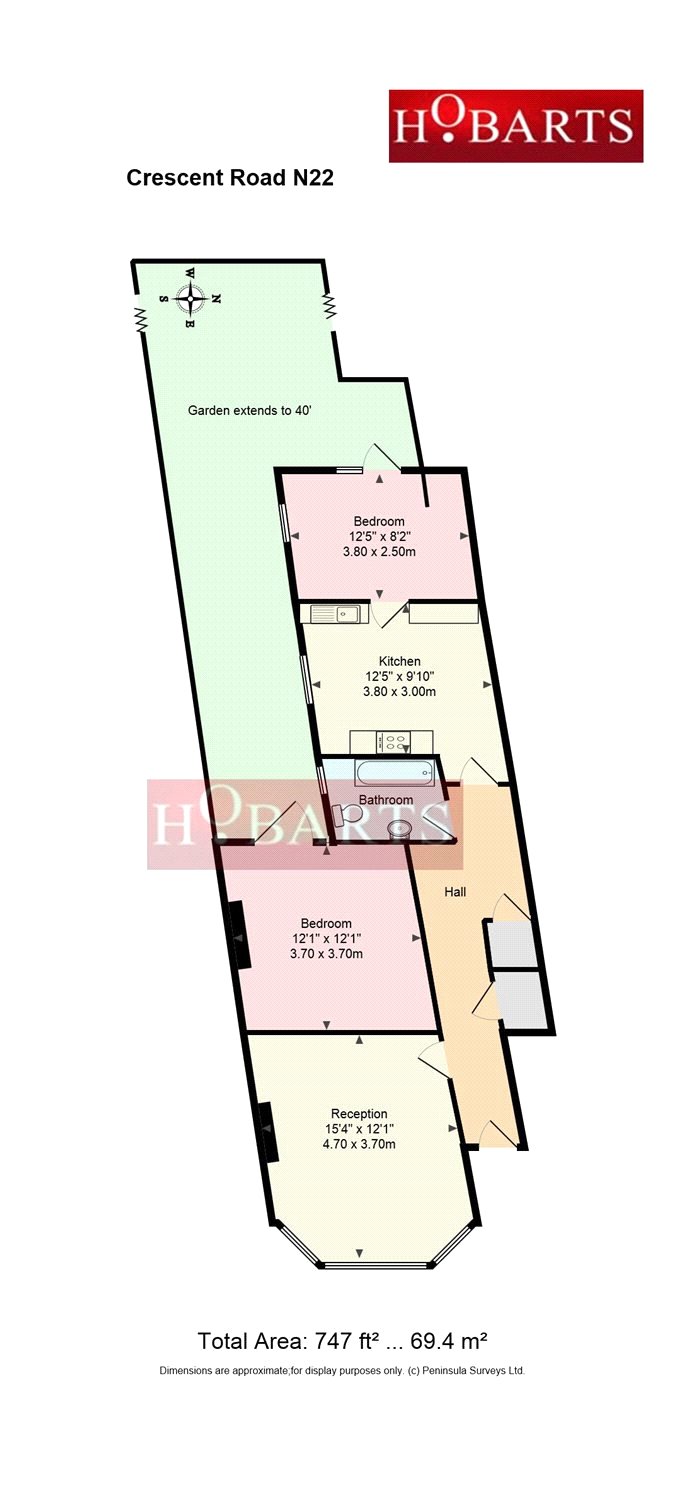 HOBARTS
Crescent Road N22
W
S
N
E
Garden extends to 40'
Bedroom
12'5" x 8'2"
3.80 x 2.50m
Kitchen
12'5" x 9'10"
3.80 x 3.00m
Bathroom
HOBARTS
Hall
Bedroom
12'1" x 12'1"
3.70 x 3.70m
Reception
15'4" x 12'1"
4.70 x 3.70m
Total Area: 747 ft² ... 69.4 m²
Dimensions are approximate;for display purposes only. (c) Peninsula Surveys Ltd.